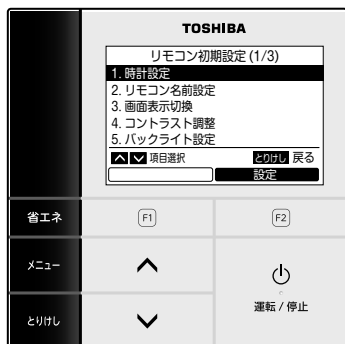 TOSHIBA
リモコン初期設定 (1/3)
1. 時計設定
2. リモコン名前設定
3. 画面表示切換
4. コントラスト調整
5. バックライト設定
項目選択 とりけし 戻る
設定
省エネ F1 F2
メニュー
運転 / 停止
とりけし